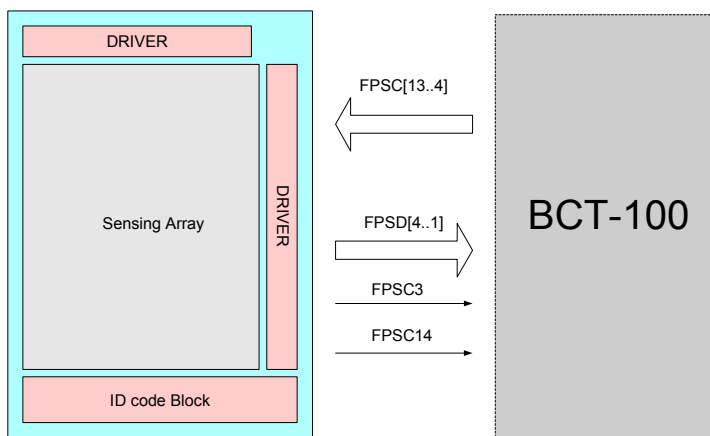 DRIVER
FPSC[13..4]
Sensing Array
DRIVER
BCT-100
FPSD[4..1]
FPSC3
FPSC14
ID code Block